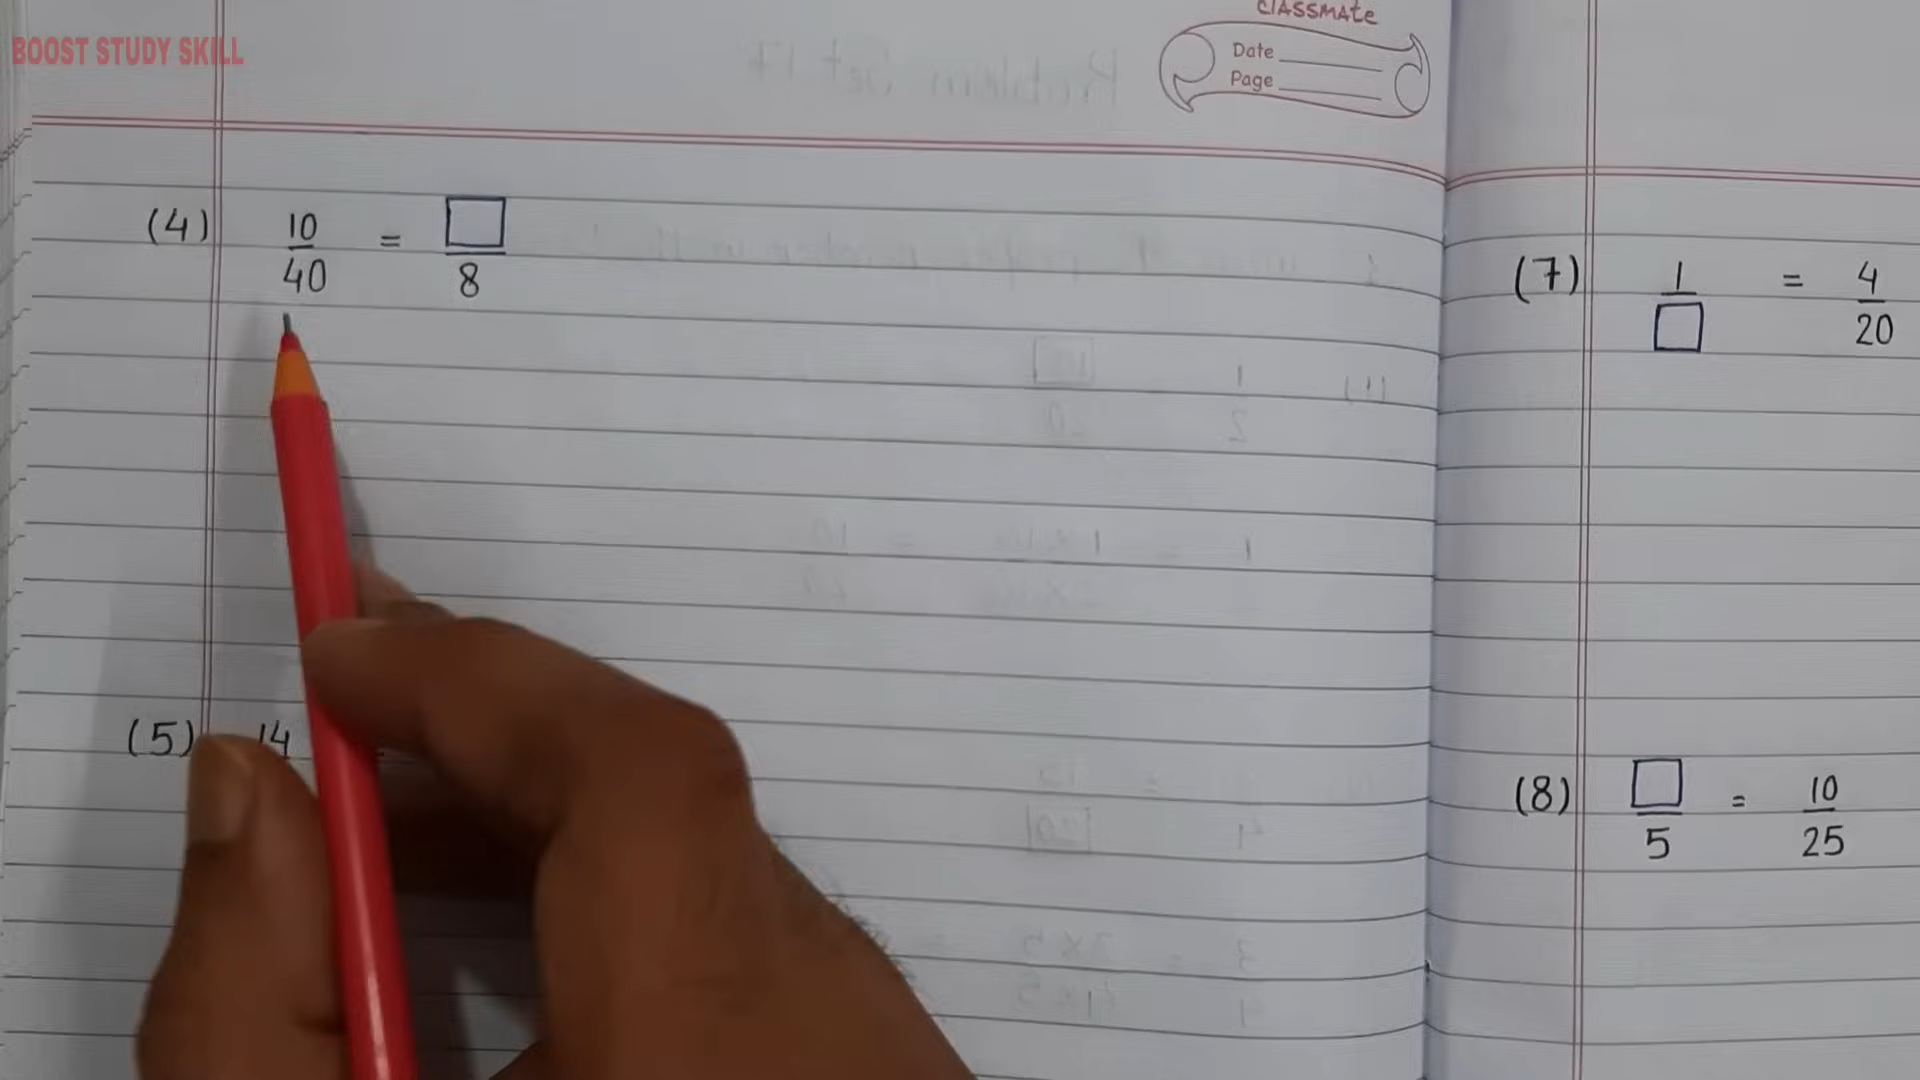 BOOST STUDY SKILL
CLASSMATE
Date
Page
(4) 10/40 = □/8
(5) 14 =
(7) 1/□ = 4/20
(8) □/5 = 10/25